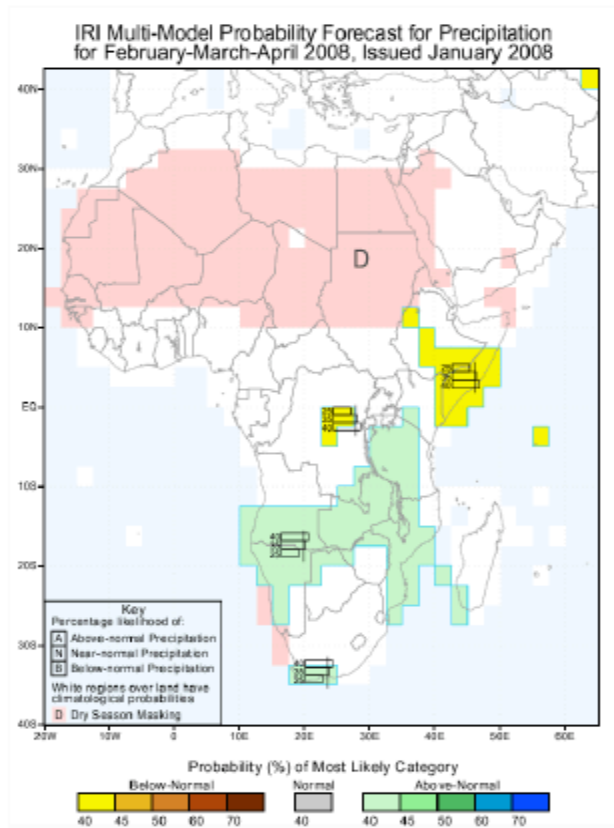 IRI Multi-Model Probability Forecast for Precipitation
for February-March-April 2008, Issued January 2008
40N
30N
20N
10N
EQ
10S
20S
30S
40S
D
40
35
25
Key
Percentage likelihood of:
A Above-normal Precipitation
N Near-normal Precipitation
B Below-normal Precipitation
White regions over land have
climatological probabilities
D Dry Season Masking
20W 10W 0 10E 20E 30E 40E 50E 60E
Probability (%) of Most Likely Category
Below-Normal Normal Above-Normal
40 45 50 60 70 40 40 45 50 60 70